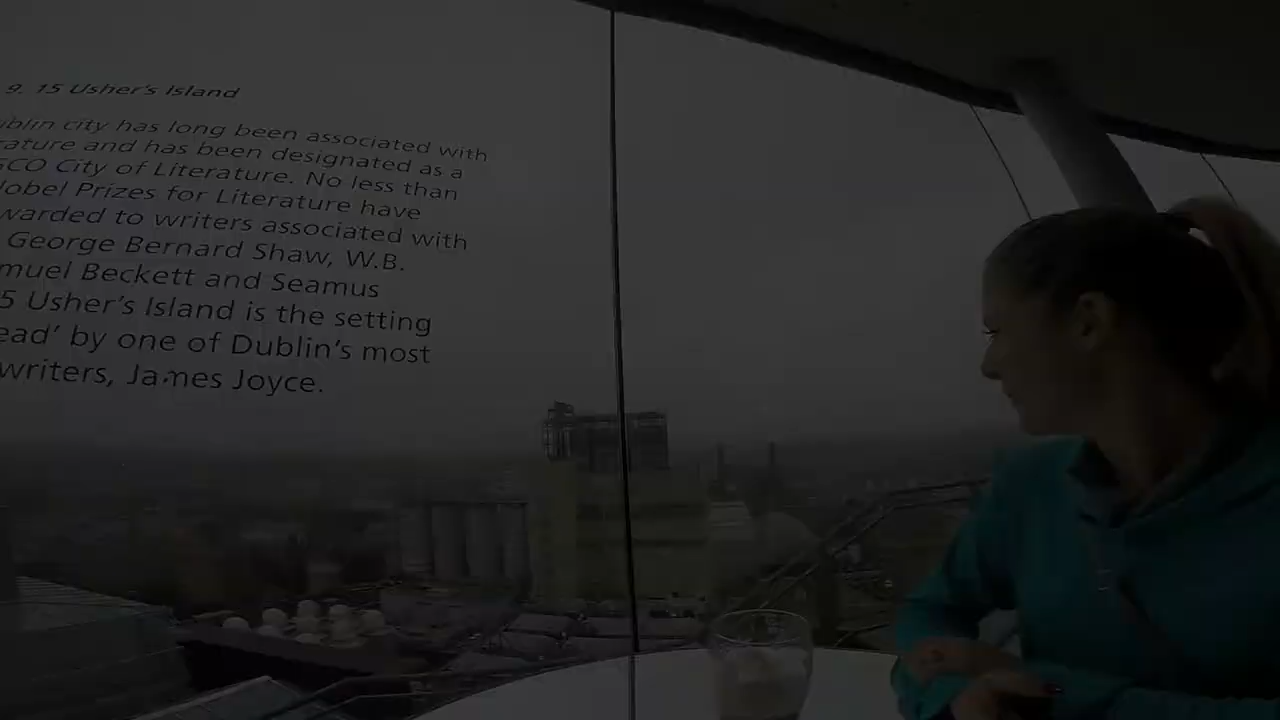 9. 15 Usher's Island
ublin city has long been associated with
rature and has been designated as a
SCO City of Literature. No less than
Nobel Prizes for Literature have
warded to writers associated with
George Bernard Shaw, W.B.
muel Beckett and Seamus
5 Usher's Island is the setting
ead' by one of Dublin's most
writers, James Joyce.